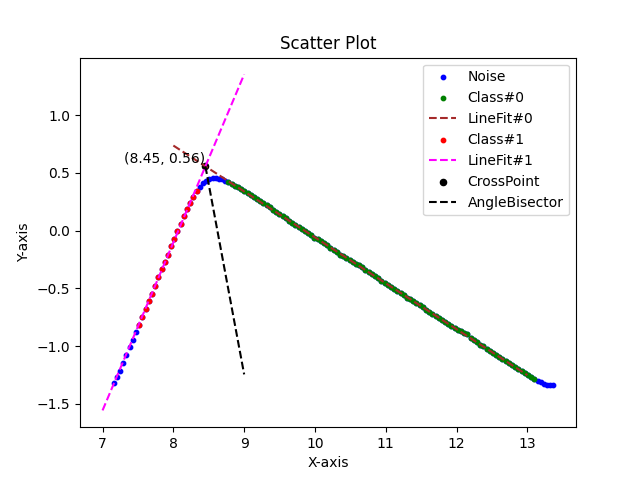 Scatter Plot
Noise
Class#0
LineFit#0
Class#1
LineFit#1
CrossPoint
AngleBisector
(8.45, 0.56)
Y-axis
1.0
0.5
0.0
−0.5
−1.0
−1.5
7 8 9 10 11 12 13
X-axis